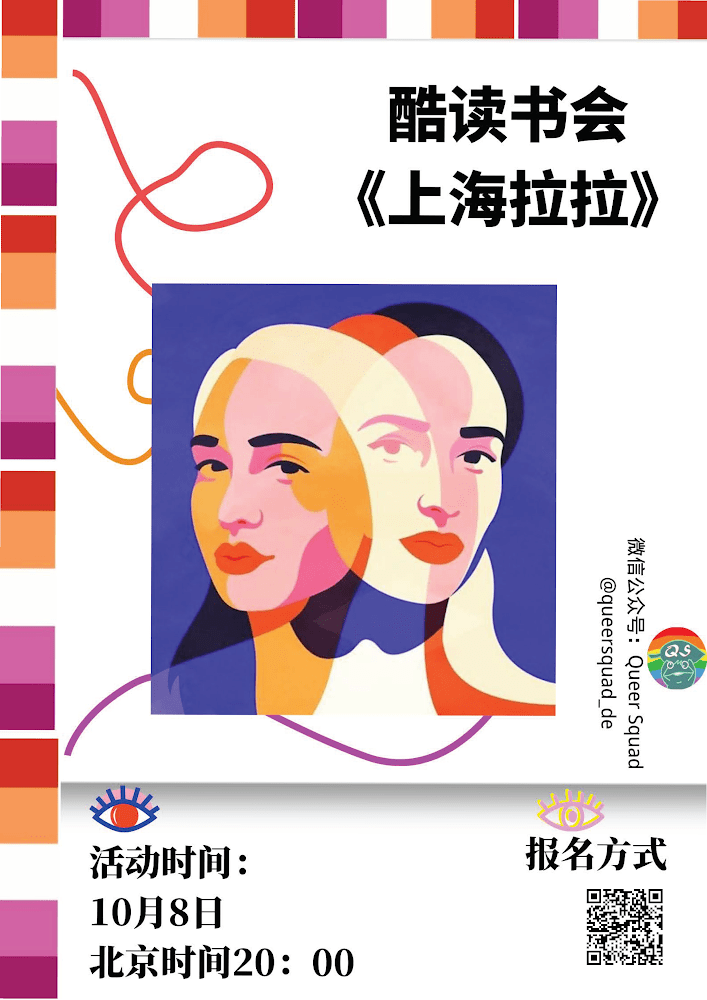 酷读书会
《上海拉拉》
微信公众号：Queer Squad
@queersquad_de
QS
活动时间：
10月8日
北京时间20：00
报名方式